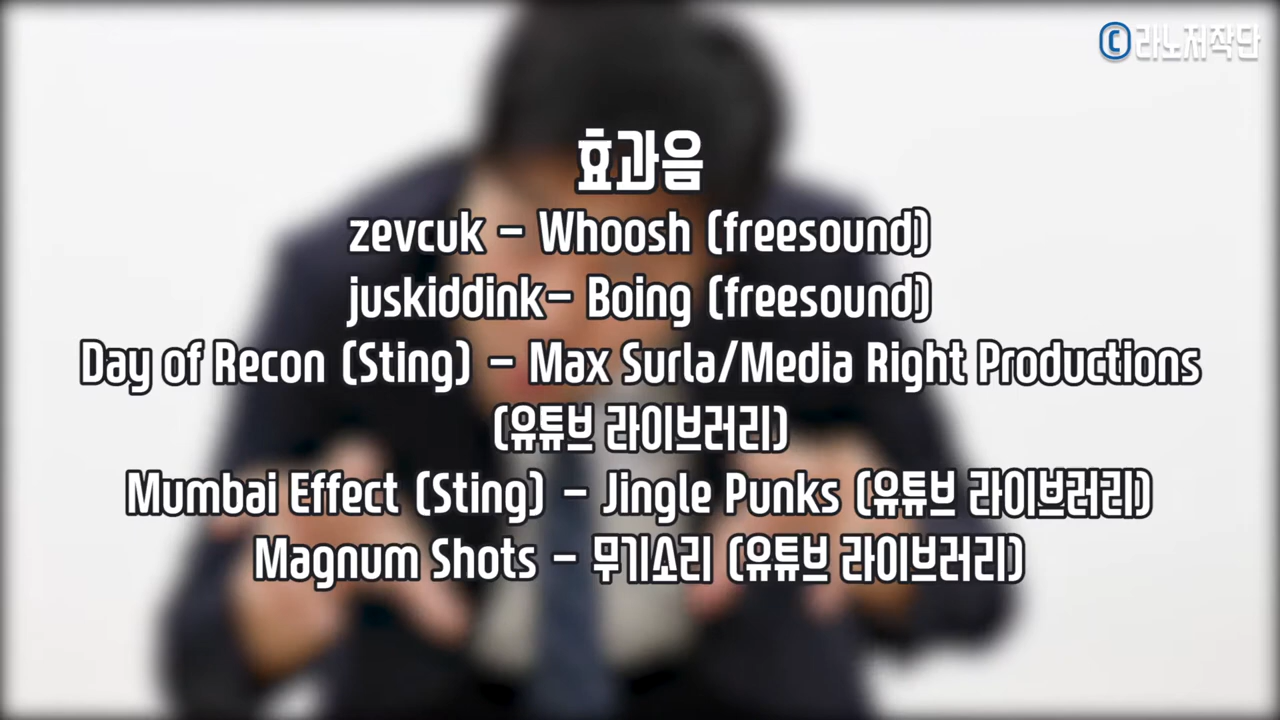 ©라노저작단
효과음
zevcuk - Whoosh (freesound)
juskiddink- Boing (freesound)
Day of Recon (Sting) - Max Surla/Media Right Productions
(유튜브 라이브러리)
Mumbai Effect (Sting) - Jingle Punks (유튜브 라이브러리)
Magnum Shots - 무기소리 (유튜브 라이브러리)